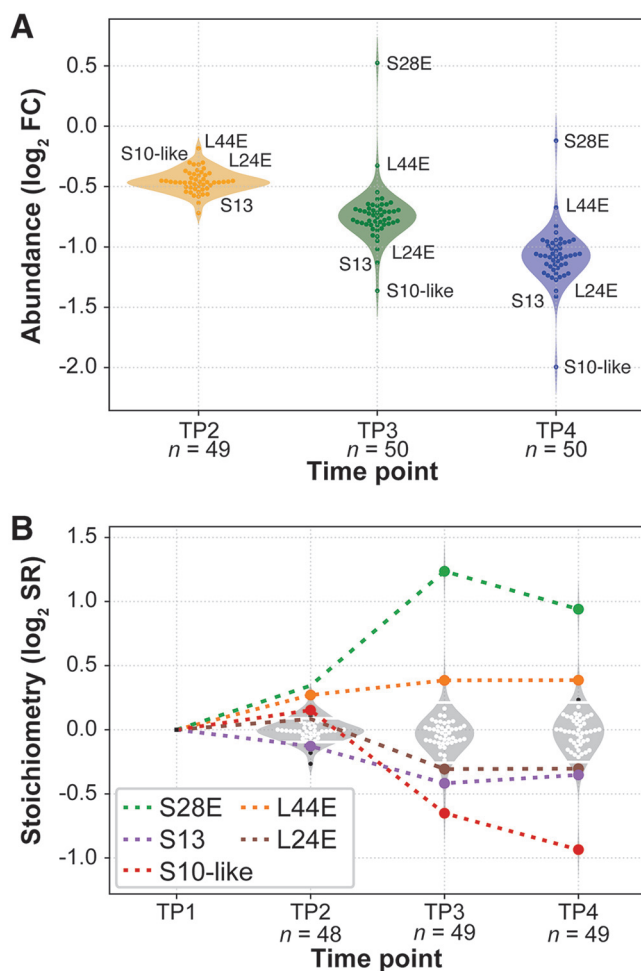 A
Abundance (log2 FC)
0.5
0.0
-0.5
-1.0
-1.5
-2.0
S28E
L44E
S10-like
L24E
S13
L44E
L24E
S13
S10-like
S28E
L44E
S13
L24E
S10-like
TP2
n = 49
TP3
n = 50
TP4
n = 50
Time point
B
Stoichiometry (log2 SR)
1.5
1.0
0.5
0.0
-0.5
-1.0
S28E
L44E
S13
L24E
S10-like
TP1
TP2
n = 48
TP3
n = 49
TP4
n = 49
Time point